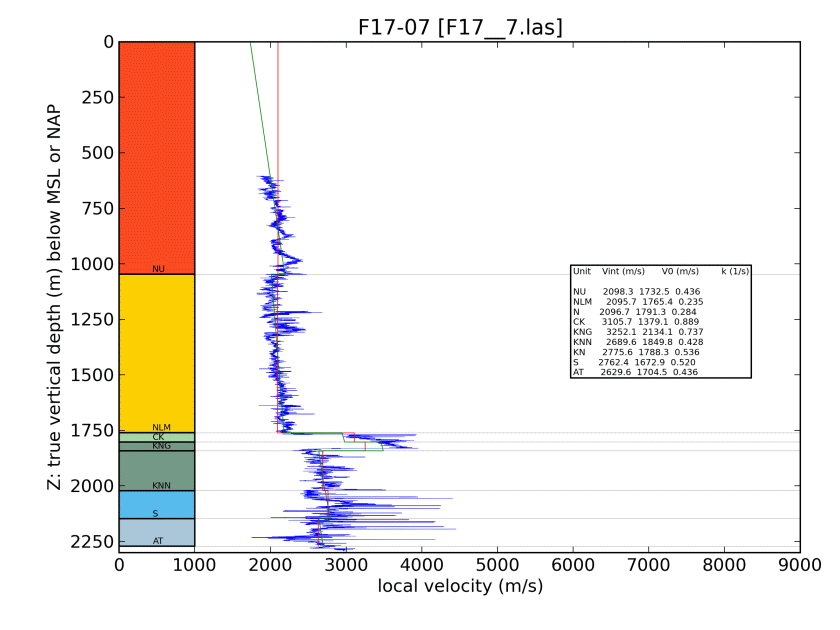 F17-07 [F17__7.las]
Z: true vertical depth (m) below MSL or NAP
0
250
500
750
1000
1250
1500
1750
2000
2250
NU
NLM
CK
KNG
KNN
S
AT
Unit Vint (m/s) V0 (m/s) k (1/s)
NU 2098.3 1732.5 0.436
NLM 2095.7 1765.4 0.235
N 2096.7 1791.3 0.284
CK 3105.7 1379.1 0.889
KNG 3252.1 2134.1 0.737
KNN 2689.6 1849.8 0.428
KN 2775.6 1788.3 0.536
S 2762.4 1672.9 0.520
AT 2629.6 1704.5 0.436
0 1000 2000 3000 4000 5000 6000 7000 8000 9000
local velocity (m/s)